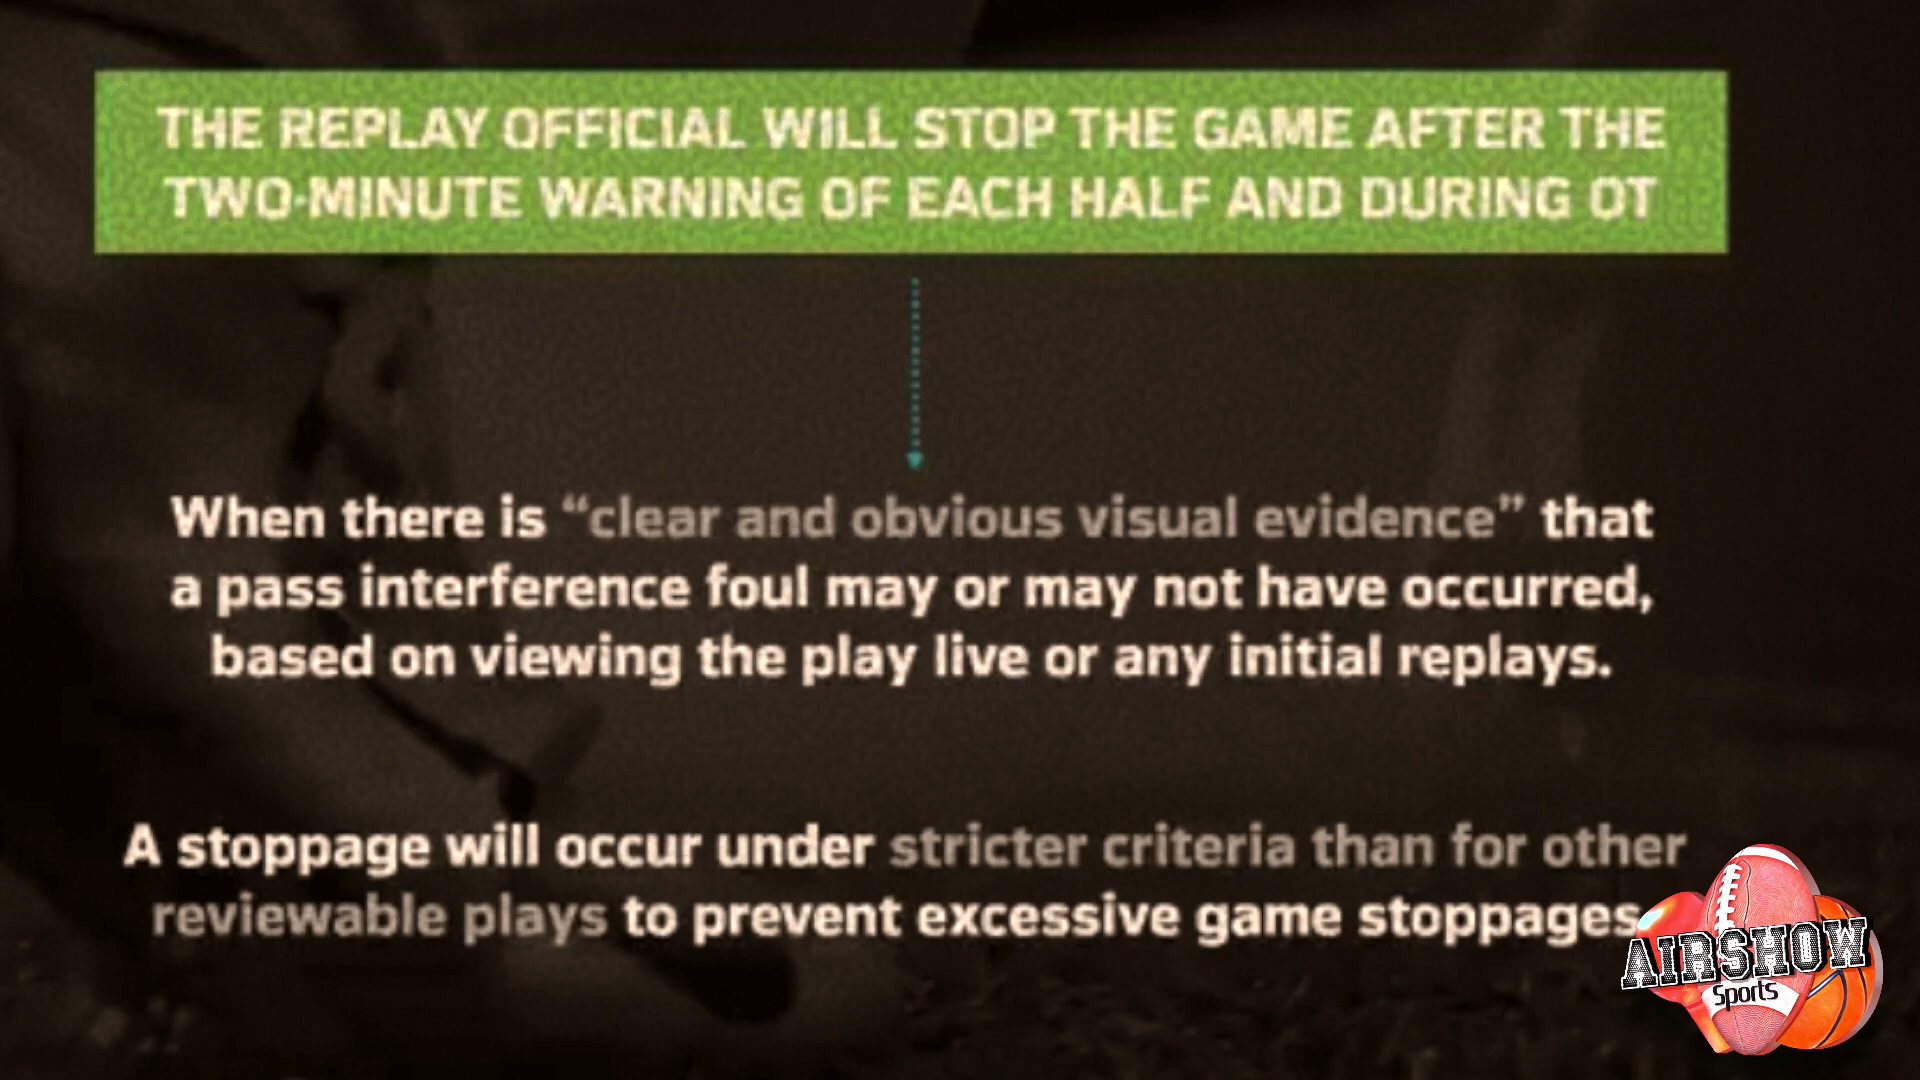 THE REPLAY OFFICIAL WILL STOP THE GAME AFTER THE
TWO-MINUTE WARNING OF EACH HALF AND DURING OT
When there is “clear and obvious visual evidence” that
a pass interference foul may or may not have occurred,
based on viewing the play live or any initial replays.
A stoppage will occur under stricter criteria than for other
reviewable plays to prevent excessive game stoppages.
AIRSHOW
Sports